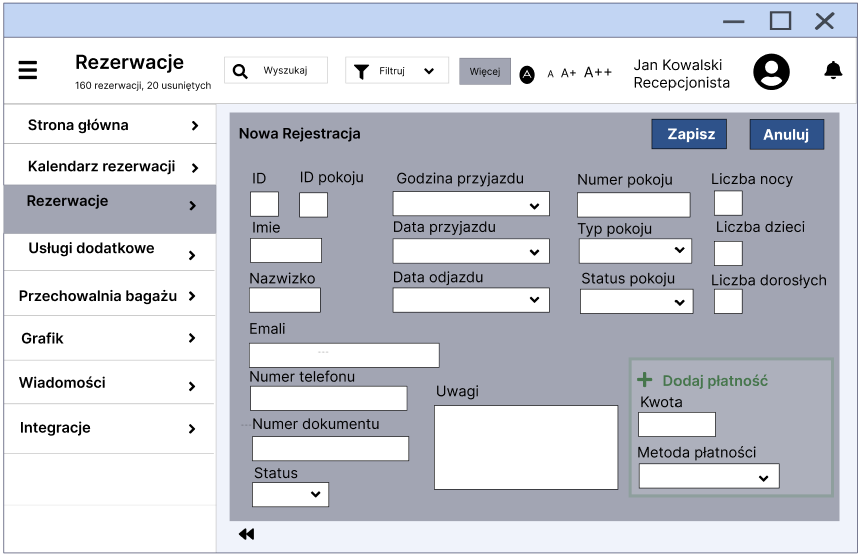 Rezerwacje
160 rezerwacji, 20 usuniętych
Wyszukaj
Filtruj
Więcej
A
A
A+
A++
Jan Kowalski
Recepcjonista
Strona główna
Kalendarz rezerwacji
Rezerwacje
Usługi dodatkowe
Przechowalnia bagażu
Grafik
Wiadomości
Integracje
Nowa Rejestracja
Zapisz
Anuluj
ID
ID pokoju
Godzina przyjazdu
Numer pokoju
Liczba nocy
Imie
Data przyjazdu
Typ pokoju
Liczba dzieci
Nazwizko
Data odjazdu
Status pokoju
Liczba dorosłych
Emali
Numer telefonu
Uwagi
Numer dokumentu
Status
Dodaj płatność
Kwota
Metoda płatności